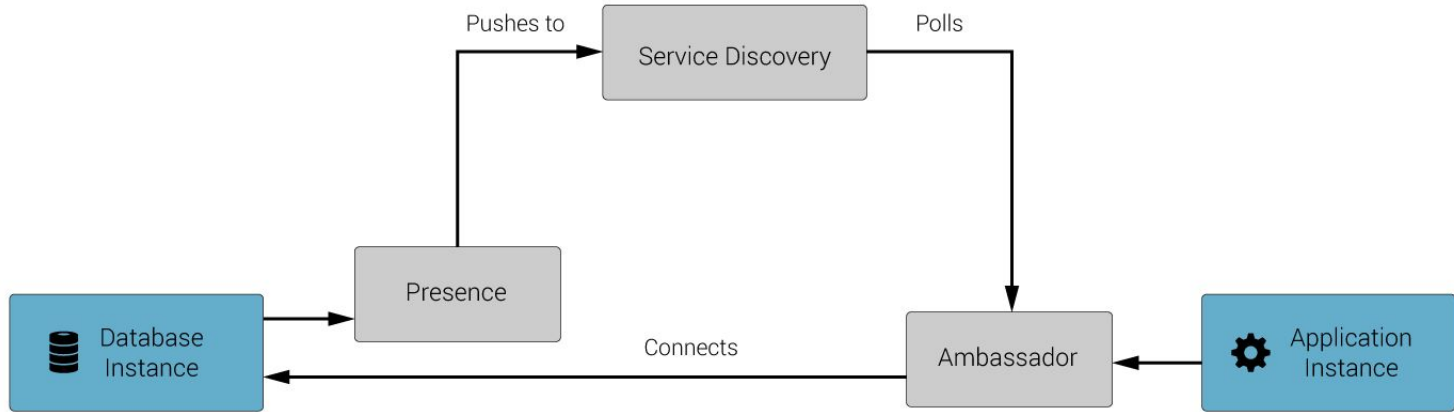 Pushes to
Service Discovery
Polls
Presence
Database
Instance
Connects
Ambassador
Application
Instance